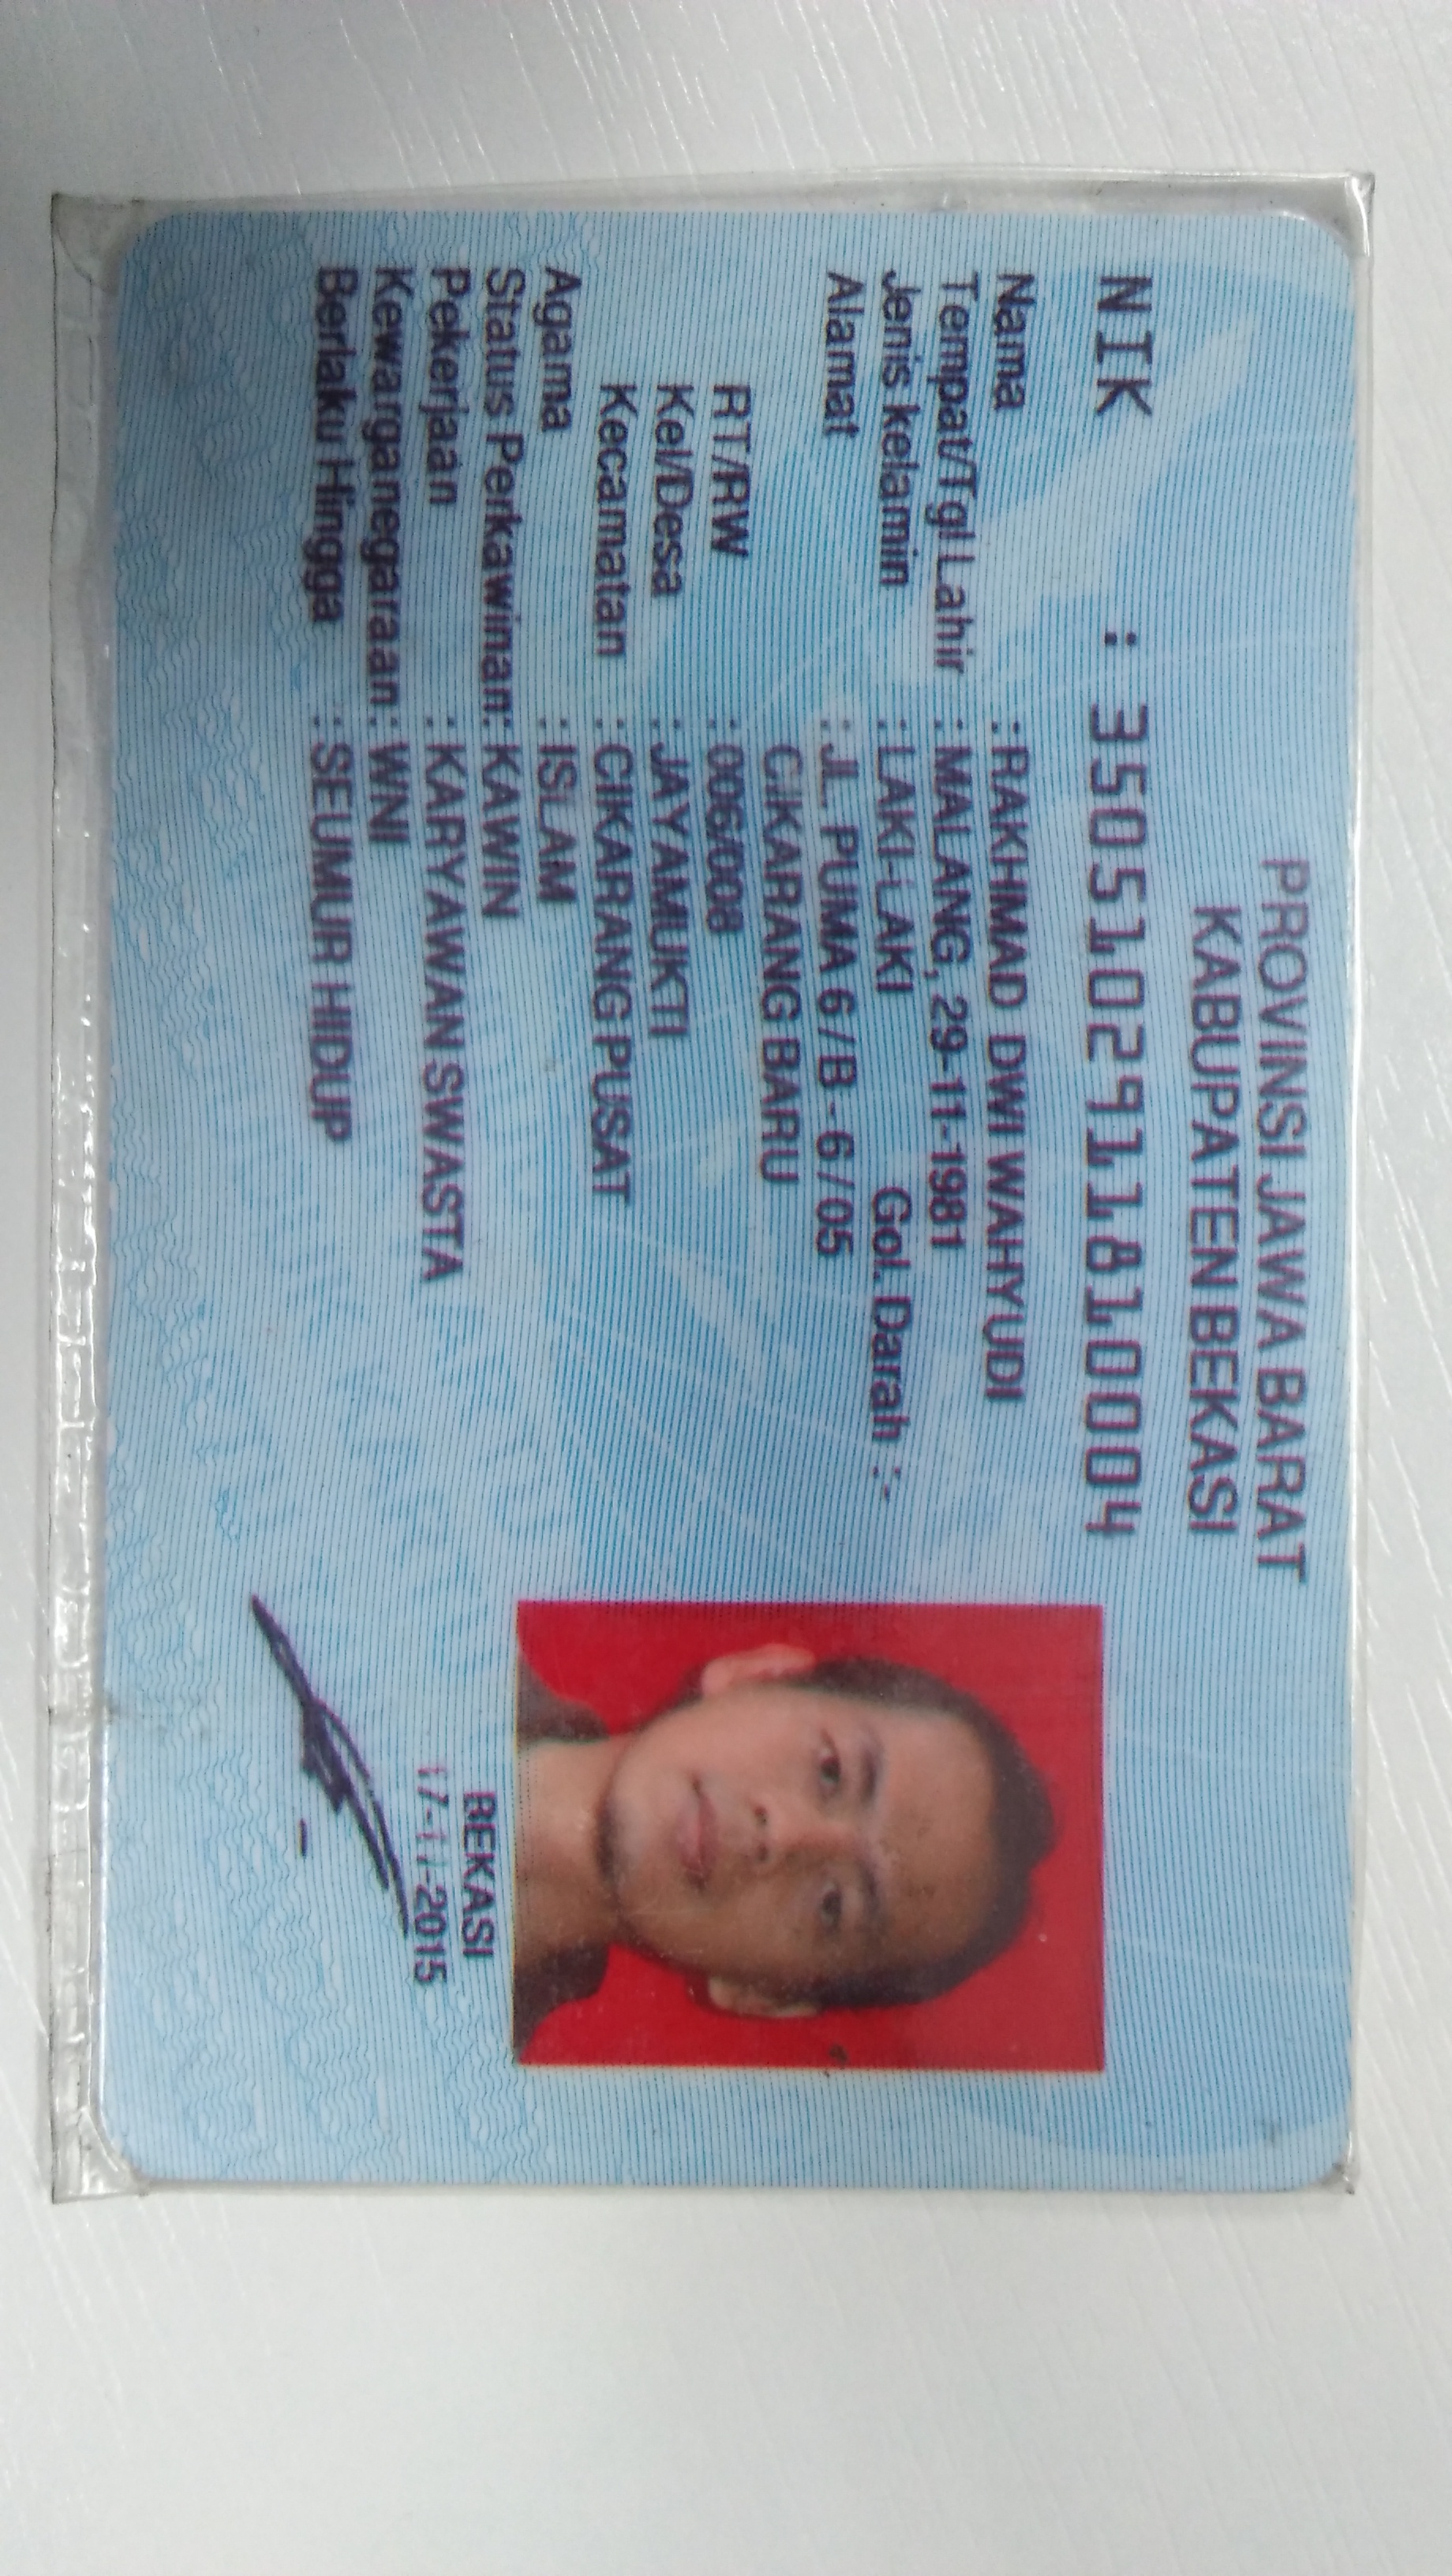 PROVINSI JAWA BARAT
KABUPATEN BEKASI
NIK : 3505102911810004
Nama : RAKHMAD DWI WAHYUDI
Tempat/Tgl Lahir : MALANG, 29-11-1981
Jenis kelamin : LAKI-LAKI Gol. Darah : -
Alamat : JL. PUMA 6 / B - 6 / 05
CIKARANG BARU
RT/RW : 006/008
Kel/Desa : JAYAMUKTI
Kecamatan : CIKARANG PUSAT
Agama : ISLAM
Status Perkawinan: KAWIN
Pekerjaan : KARYAWAN SWASTA
Kewarganegaraan: WNI
Berlaku Hingga : SEUMUR HIDUP
BEKASI